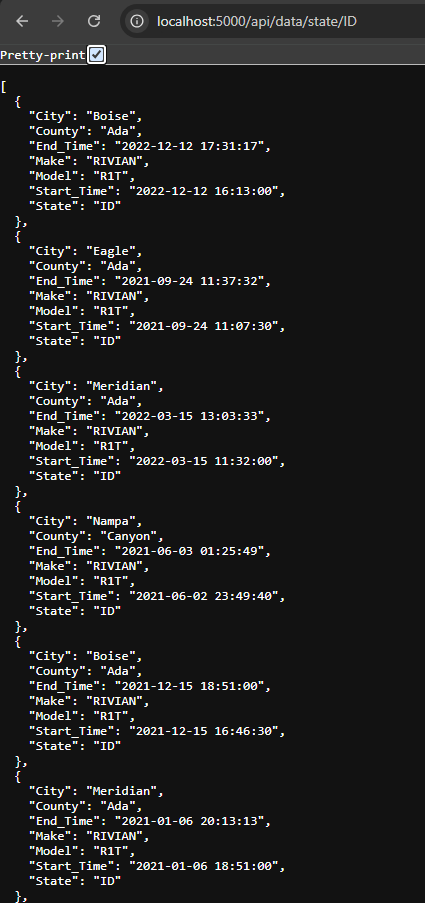 localhost:5000/api/data/state/ID
Pretty-print
[
  {
    "City": "Boise",
    "County": "Ada",
    "End_Time": "2022-12-12 17:31:17",
    "Make": "RIVIAN",
    "Model": "R1T",
    "Start_Time": "2022-12-12 16:13:00",
    "State": "ID"
  },
  {
    "City": "Eagle",
    "County": "Ada",
    "End_Time": "2021-09-24 11:37:32",
    "Make": "RIVIAN",
    "Model": "R1T",
    "Start_Time": "2021-09-24 11:07:30",
    "State": "ID"
  },
  {
    "City": "Meridian",
    "County": "Ada",
    "End_Time": "2022-03-15 13:03:33",
    "Make": "RIVIAN",
    "Model": "R1T",
    "Start_Time": "2022-03-15 11:32:00",
    "State": "ID"
  },
  {
    "City": "Nampa",
    "County": "Canyon",
    "End_Time": "2021-06-03 01:25:49",
    "Make": "RIVIAN",
    "Model": "R1T",
    "Start_Time": "2021-06-02 23:49:40",
    "State": "ID"
  },
  {
    "City": "Boise",
    "County": "Ada",
    "End_Time": "2021-12-15 18:51:00",
    "Make": "RIVIAN",
    "Model": "R1T",
    "Start_Time": "2021-12-15 16:46:30",
    "State": "ID"
  },
  {
    "City": "Meridian",
    "County": "Ada",
    "End_Time": "2021-01-06 20:13:13",
    "Make": "RIVIAN",
    "Model": "R1T",
    "Start_Time": "2021-01-06 18:51:00",
    "State": "ID"
  },